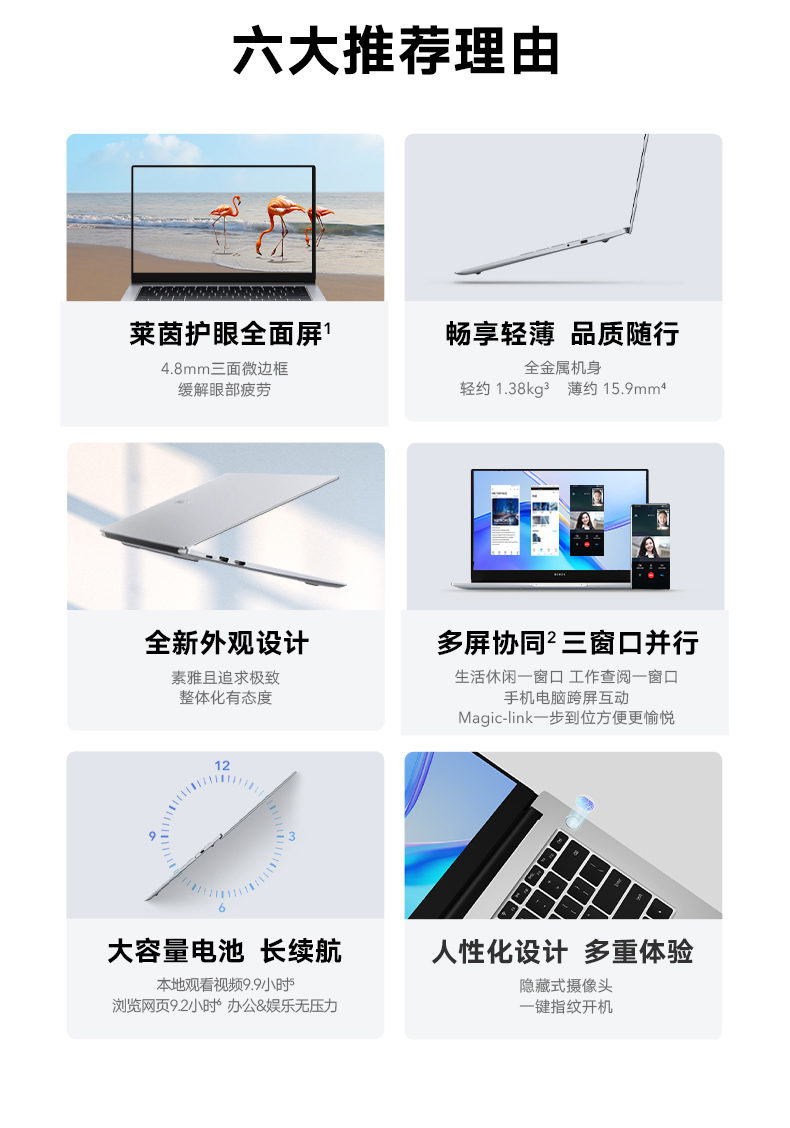 六大推荐理由
莱茵护眼全面屏¹
4.8mm三面微边框
缓解眼部疲劳
畅享轻薄 品质随行
全金属机身
轻约 1.38kg³ 薄约 15.9mm⁴
全新外观设计
素雅且追求极致
整体化有态度
多屏协同² 三窗口并行
生活休闲一窗口 工作查阅一窗口
手机电脑跨屏互动
Magic-link一步到位方便更愉悦
12
9
3
6
大容量电池 长续航
本地观看视频9.9小时⁵
浏览网页9.2小时⁶ 办公&娱乐无压力
人性化设计 多重体验
隐藏式摄像头
一键指纹开机